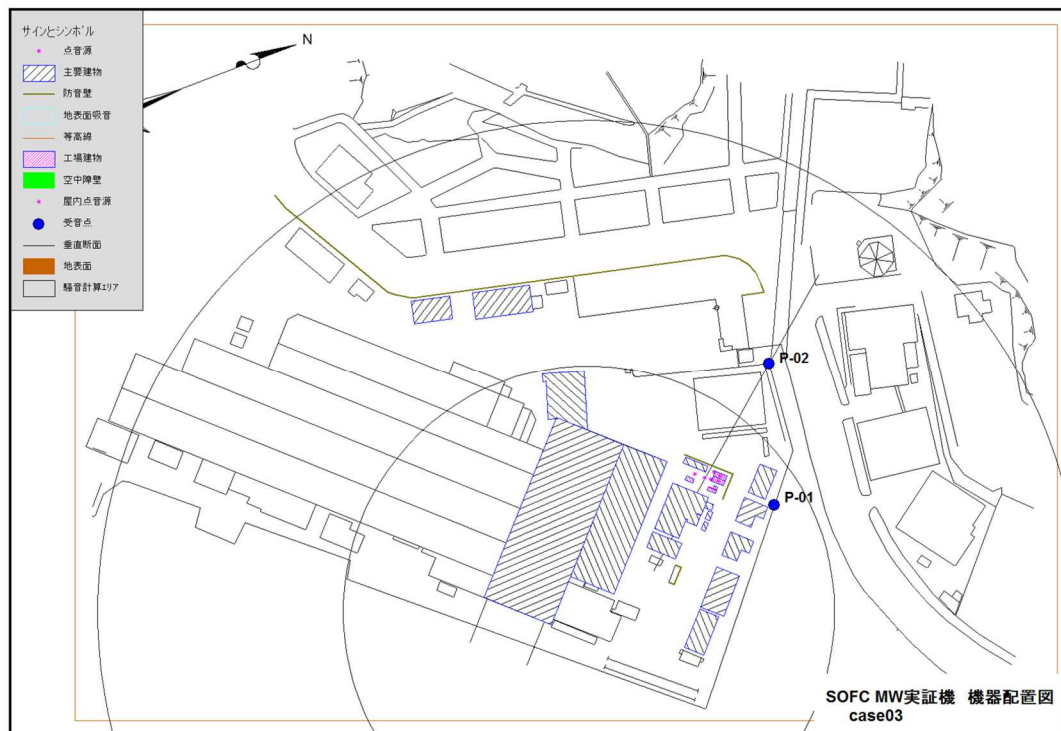 サインとシンボル
点音源
主要建物
防音壁
地表面吸音
等高線
工場建物
空中障壁
屋内点音源
受音点
垂直断面
地表面
騒音計算エリア
N
P-02
P-01
SOFC MW実証機 機器配置図
case03